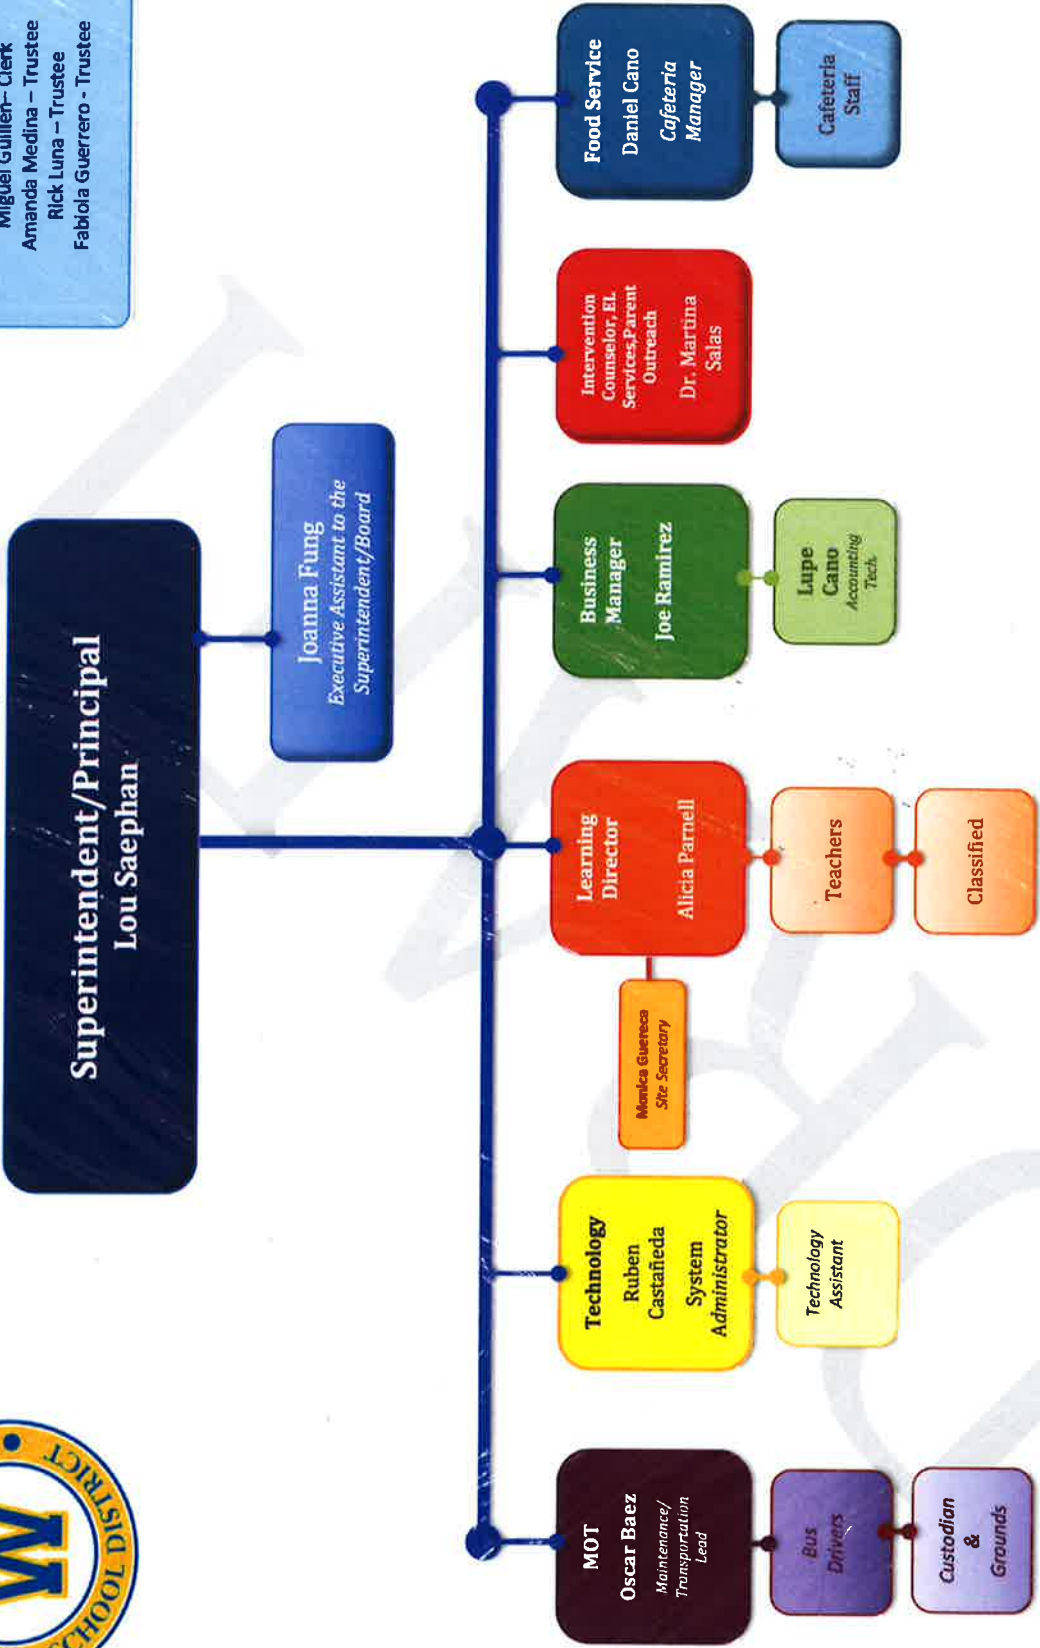 Miguel Guillen– Clerk
Amanda Medina – Trustee
Rick Luna – Trustee
Fabiola Guerrero - Trustee
Superintendent/Principal
Lou Saephan
Joanna Fung
Executive Assistant to the
Superintendent/Board
SCHOOL DISTRICT •
W
MOT
Oscar Baez
Maintenance/
Transportation
Lead
Bus
Drivers
Custodian
&
Grounds
Technology
Ruben
Castañeda
System
Administrator
Technology
Assistant
Monica Guereca
Site Secretary
Learning
Director
Alicia Parnell
Teachers
Classified
Business
Manager
Joe Ramirez
Lupe
Cano
Accounting
Tech.
Intervention
Counselor, EL
Services,Parent
Outreach
Dr. Martina
Salas
Food Service
Daniel Cano
Cafeteria
Manager
Cafeteria
Staff